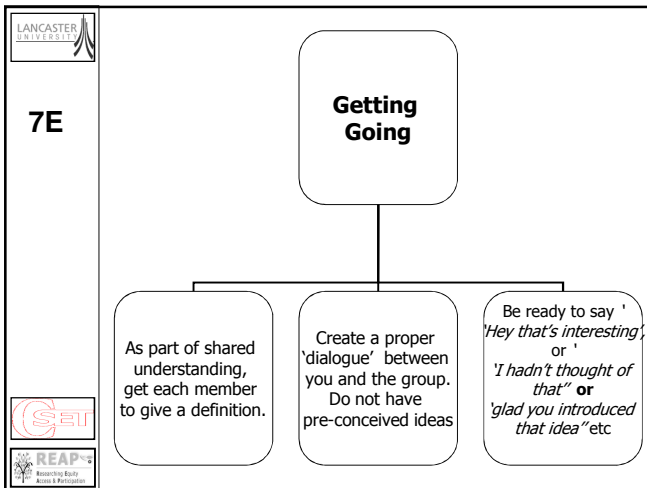 LANCASTER
UNIVERSITY
7E
Getting
Going
As part of shared
understanding,
get each member
to give a definition.
Create a proper
‘dialogue’ between
you and the group.
Do not have
pre-conceived ideas
Be ready to say '
‘Hey that’s interesting’,
or '
‘I hadn’t thought of
that” or
‘glad you introduced
that idea” etc
CSET
REAP
Researching Equity
Access & Participation